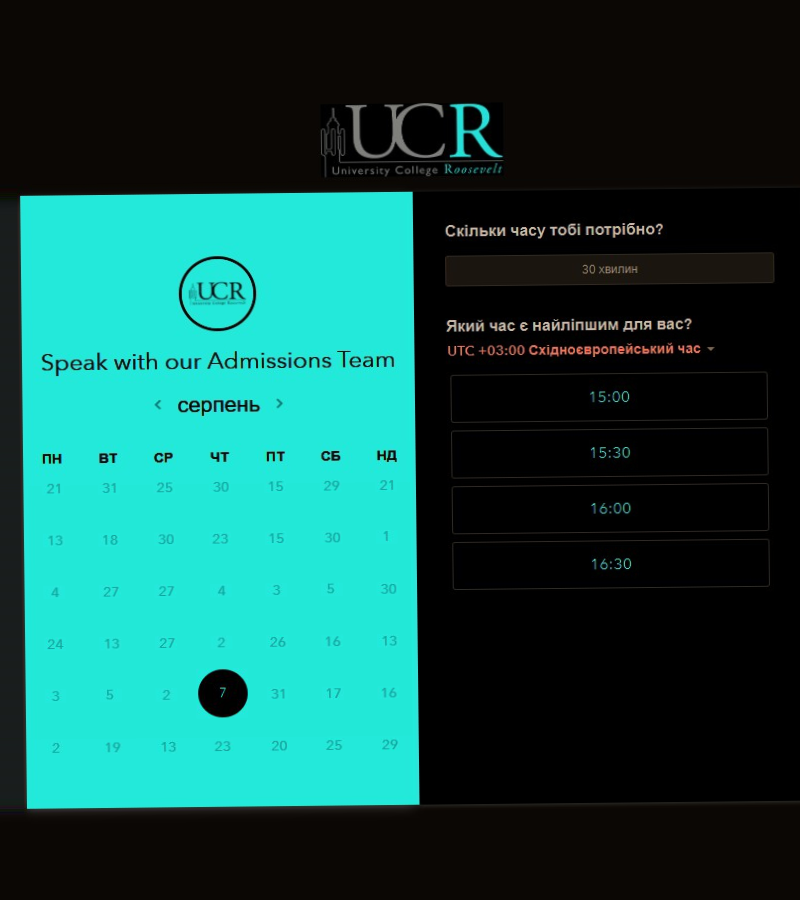 UCR
University College Roosevelt
UCR
Speak with our Admissions Team
серпень
ПН ВТ СР ЧТ ПТ СБ НД
21 31 25 30 15 29 21
13 18 30 23 15 30 1
4 27 27 4 3 5 30
24 13 27 2 26 16 13
3 5 2 7 31 17 16
2 19 13 23 20 25 29
Скільки часу тобі потрібно?
30 хвилин
Який час є найліпшим для вас?
UTC +03:00 Східноєвропейський час
15:00
15:30
16:00
16:30